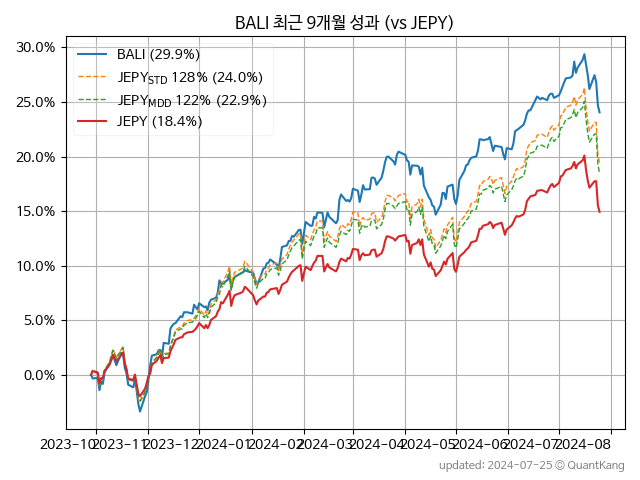 BALI 최근 9개월 성과 (vs JEPY)
BALI (29.9%)
JEPYSTD 128% (24.0%)
JEPYMDD 122% (22.9%)
JEPY (18.4%)
30.0%
25.0%
20.0%
15.0%
10.0%
5.0%
0.0%
2023-10 2023-11 2023-12 2024-01 2024-02 2024-03 2024-04 2024-05 2024-06 2024-07 2024-08
updated: 2024-07-25 © QuantKang